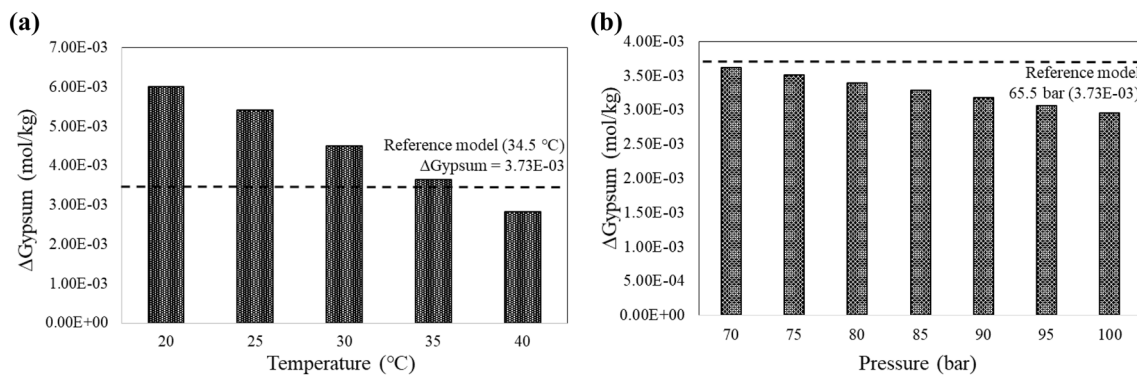 (a)
7.00E-03
6.00E-03
5.00E-03
4.00E-03
3.00E-03
2.00E-03
1.00E-03
0.00E+00
ΔGypsum (mol/kg)
Reference model (34.5 °C)
ΔGypsum = 3.73E-03
20 25 30 35 40
Temperature (°C)
(b)
4.00E-03
3.50E-03
3.00E-03
2.50E-03
2.00E-03
1.50E-03
1.00E-03
5.00E-04
0.00E+00
ΔGypsum (mol/kg)
Reference model
65.5 bar (3.73E-03)
70 75 80 85 90 95 100
Pressure (bar)